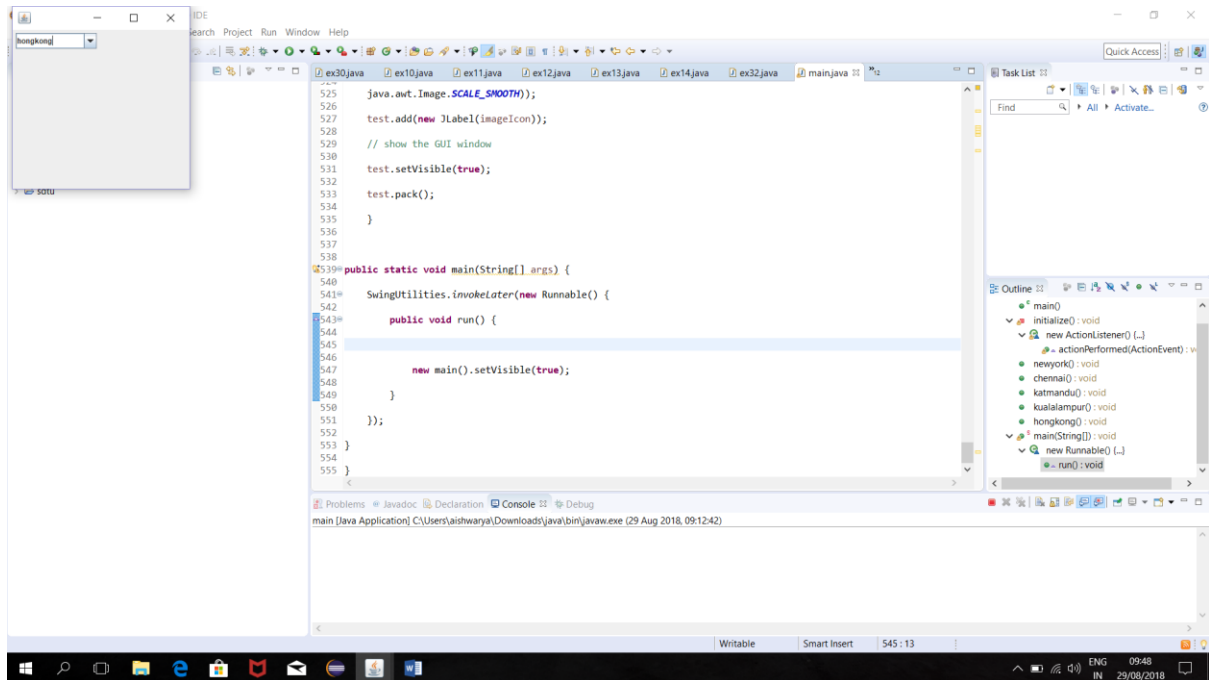 IDE
earch Project Run Window Help
hongkong
Quick Access
ex30.java ex10.java ex11.java ex12.java ex13.java ex14.java ex32.java main.java 12
Task List
Find All Activate...
sotu
525 java.awt.Image.SCALE_SMOOTH));
526
527 test.add(new JLabel(imageIcon));
528
529 // show the GUI window
530
531 test.setVisible(true);
532
533 test.pack();
534
535 }
536
537
538
539 public static void main(String[] args) {
540
541 SwingUtilities.invokeLater(new Runnable() {
542
543 public void run() {
544
545
546
547 new main().setVisible(true);
548
549 }
550
551 });
552
553 }
554
555 }
Outline
main()
initialize() : void
new ActionListener() {...}
actionPerformed(ActionEvent) : v
newyork() : void
chennai() : void
katmandu() : void
kualalampur() : void
hongkong() : void
main(String[]) : void
new Runnable() {...}
run() : void
Problems Javadoc Declaration Console Debug
main [Java Application] C:\Users\aishwarya\Downloads\java\bin\javaw.exe (29 Aug 2018, 09:12:42)
Writable Smart Insert 545 : 13
ENG 09:48
IN 29/08/2018